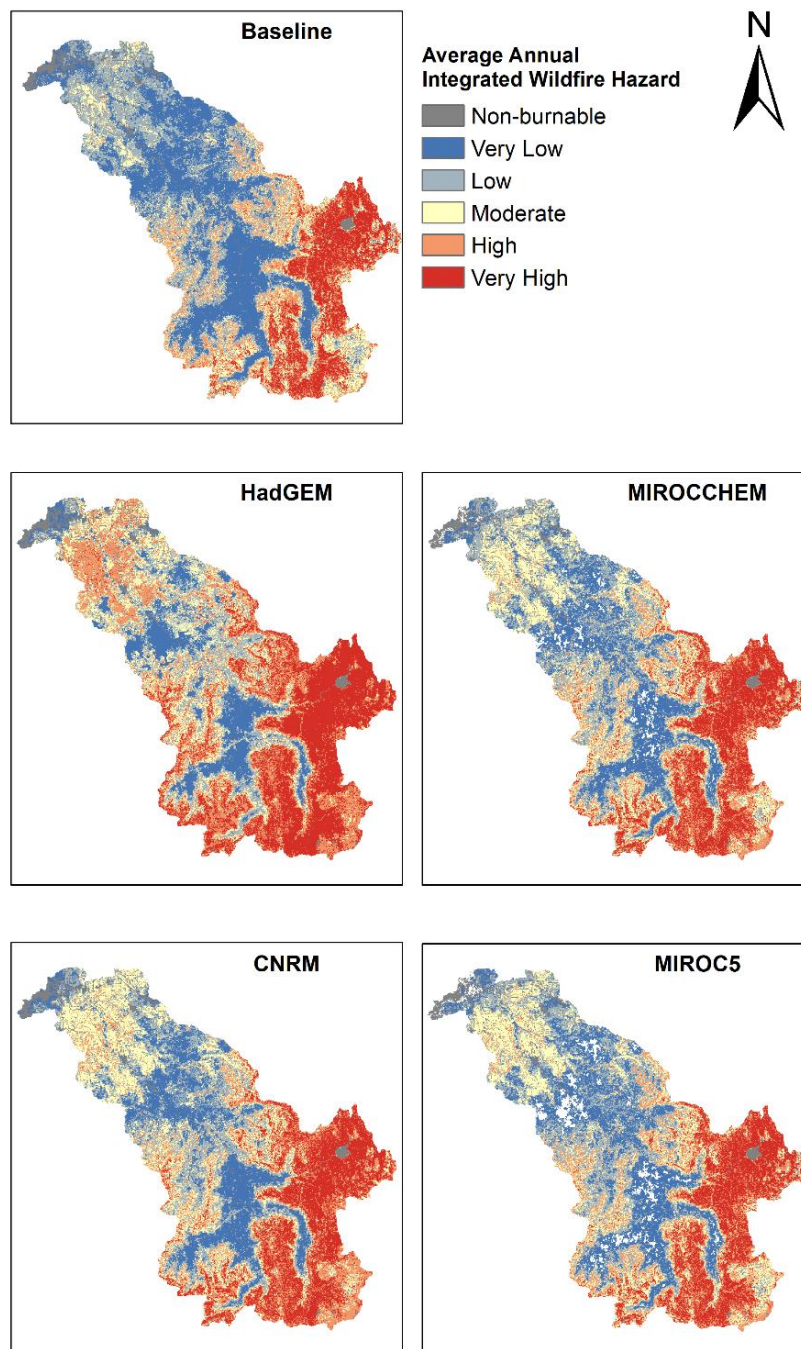 Baseline
N
Average Annual
Integrated Wildfire Hazard
Non-burnable
Very Low
Low
Moderate
High
Very High
HadGEM
MIROCCHEM
CNRM
MIROC5